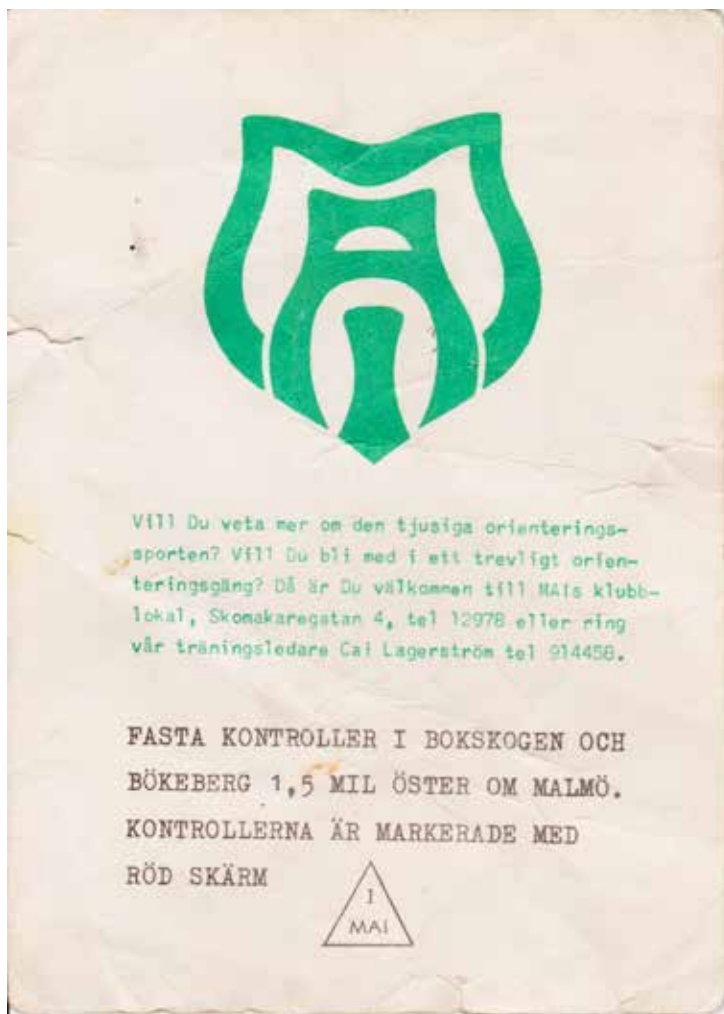 MAI
Vill Du veta mer om den tjusiga orienterings-
sporten? Vill Du bli med i ett trevligt orien-
teringsgäng? Då är Du välkommen till MAIs klubb-
lokal, Skomakaregatan 4, tel 12978 eller ring
vår träningsledare Cai Lagerström tel 914458.
FASTA KONTROLLER I BOKSKOGEN OCH
BÖKEBERG 1,5 MIL ÖSTER OM MALMÖ.
KONTROLLERNA ÄR MARKERADE MED
RÖD SKÄRM
1
MAI